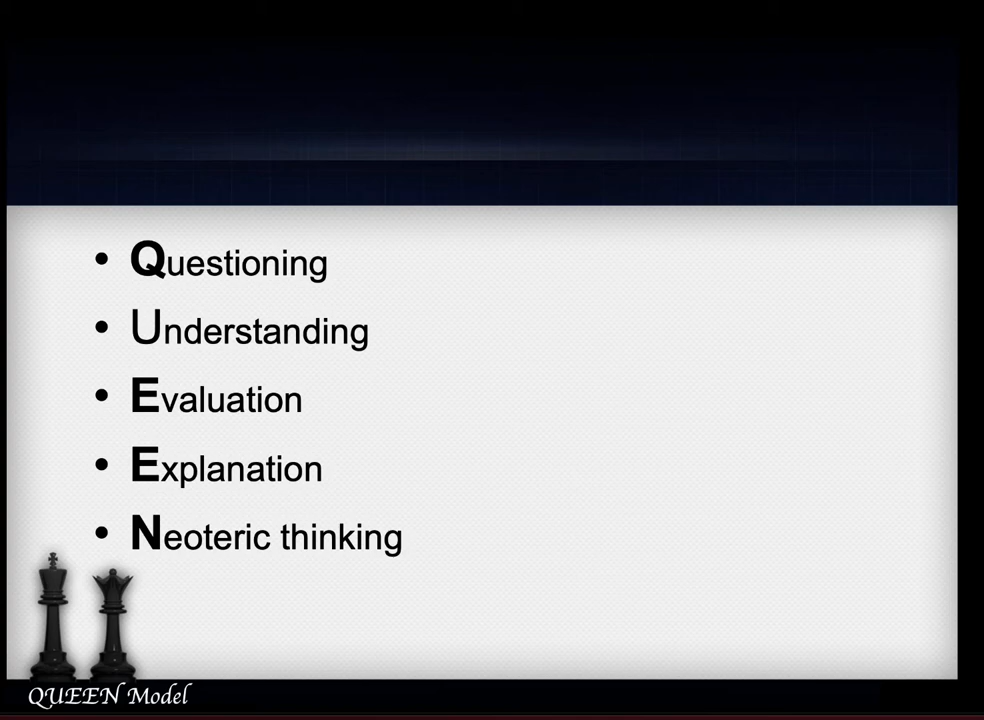 • Questioning
• Understanding
• Evaluation
• Explanation
• Neoteric thinking
QUEEN Model